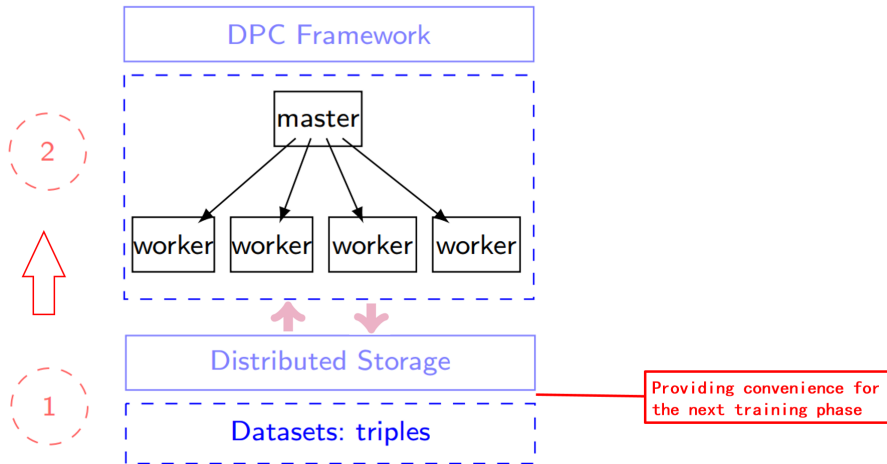 DPC Framework
master
2
worker worker worker worker
Distributed Storage
Providing convenience for
the next training phase
1
Datasets: triples